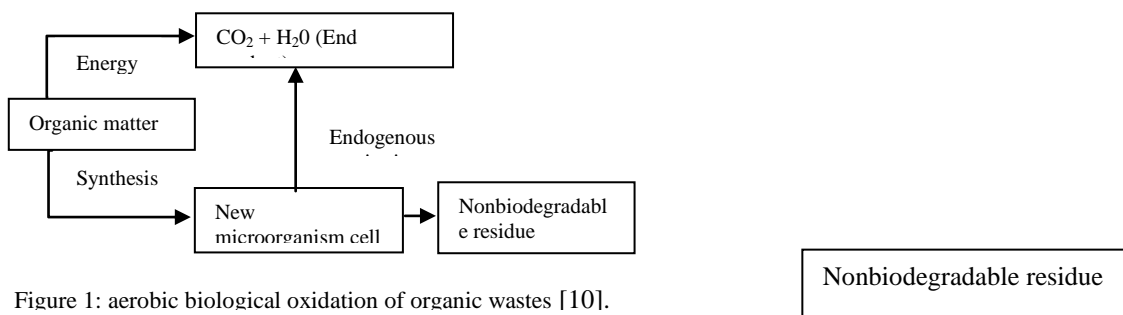 CO₂ + H₂0 (End
Energy
Organic matter
Endogenous
Synthesis
New
microorganism cell
Nonbiodegradabl
e residue
Nonbiodegradable residue
Figure 1: aerobic biological oxidation of organic wastes [10].